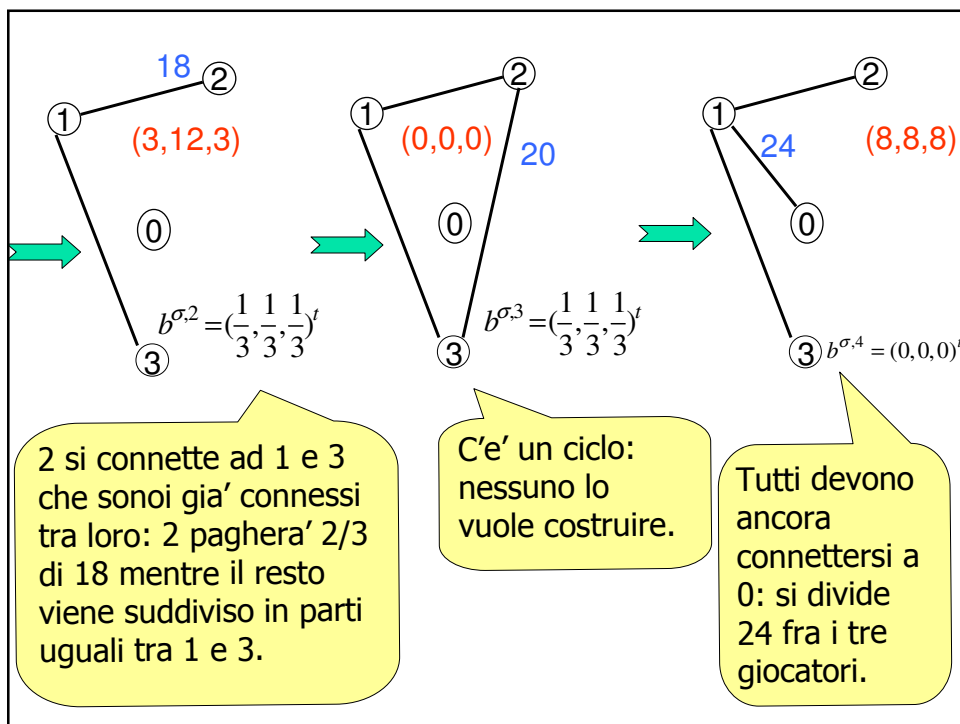 18
2
1
(3,12,3)
0
b^{σ,2} = (1/3, 1/3, 1/3)^t
3
2 si connette ad 1 e 3
che sonoi gia' connessi
tra loro: 2 paghera' 2/3
di 18 mentre il resto
viene suddiviso in parti
uguali tra 1 e 3.
2
1
(0,0,0)
20
0
b^{σ,3} = (1/3, 1/3, 1/3)^t
3
C'e' un ciclo:
nessuno lo
vuole costruire.
2
1
24
(8,8,8)
0
3
b^{σ,4} = (0,0,0)^t
Tutti devono
ancora
connettersi a
0: si divide
24 fra i tre
giocatori.